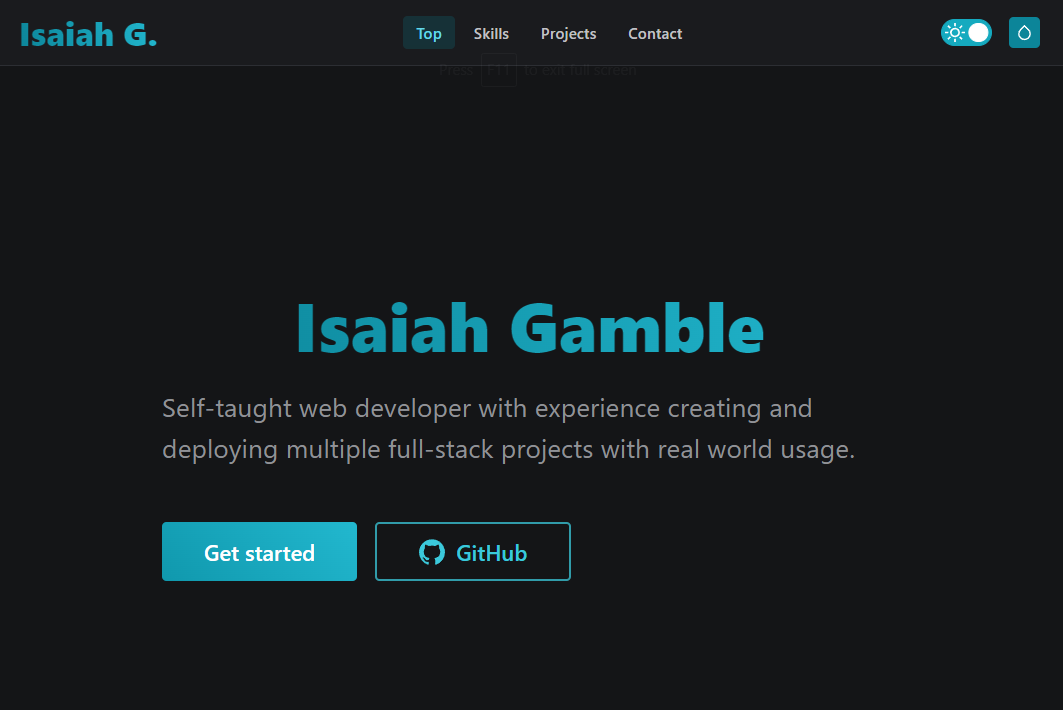 Isaiah G.
Top
Skills
Projects
Contact
Press F11 to exit full screen
Isaiah Gamble
Self-taught web developer with experience creating and
deploying multiple full-stack projects with real world usage.
Get started
GitHub